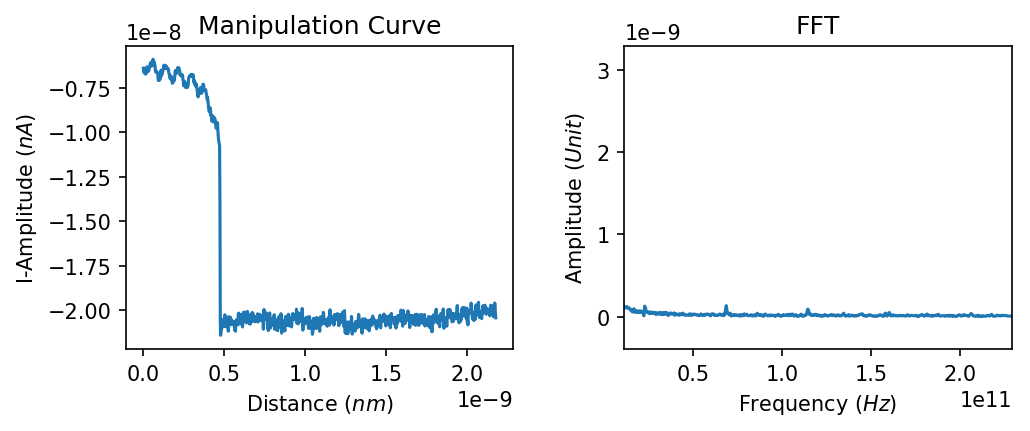 Manipulation Curve
1e−8
−0.75
−1.00
−1.25
−1.50
−1.75
−2.00
I-Amplitude (nA)
0.0 0.5 1.0 1.5 2.0
1e−9
Distance (nm)
FFT
1e−9
3
2
1
0
Amplitude (Unit)
0.5 1.0 1.5 2.0
1e11
Frequency (Hz)